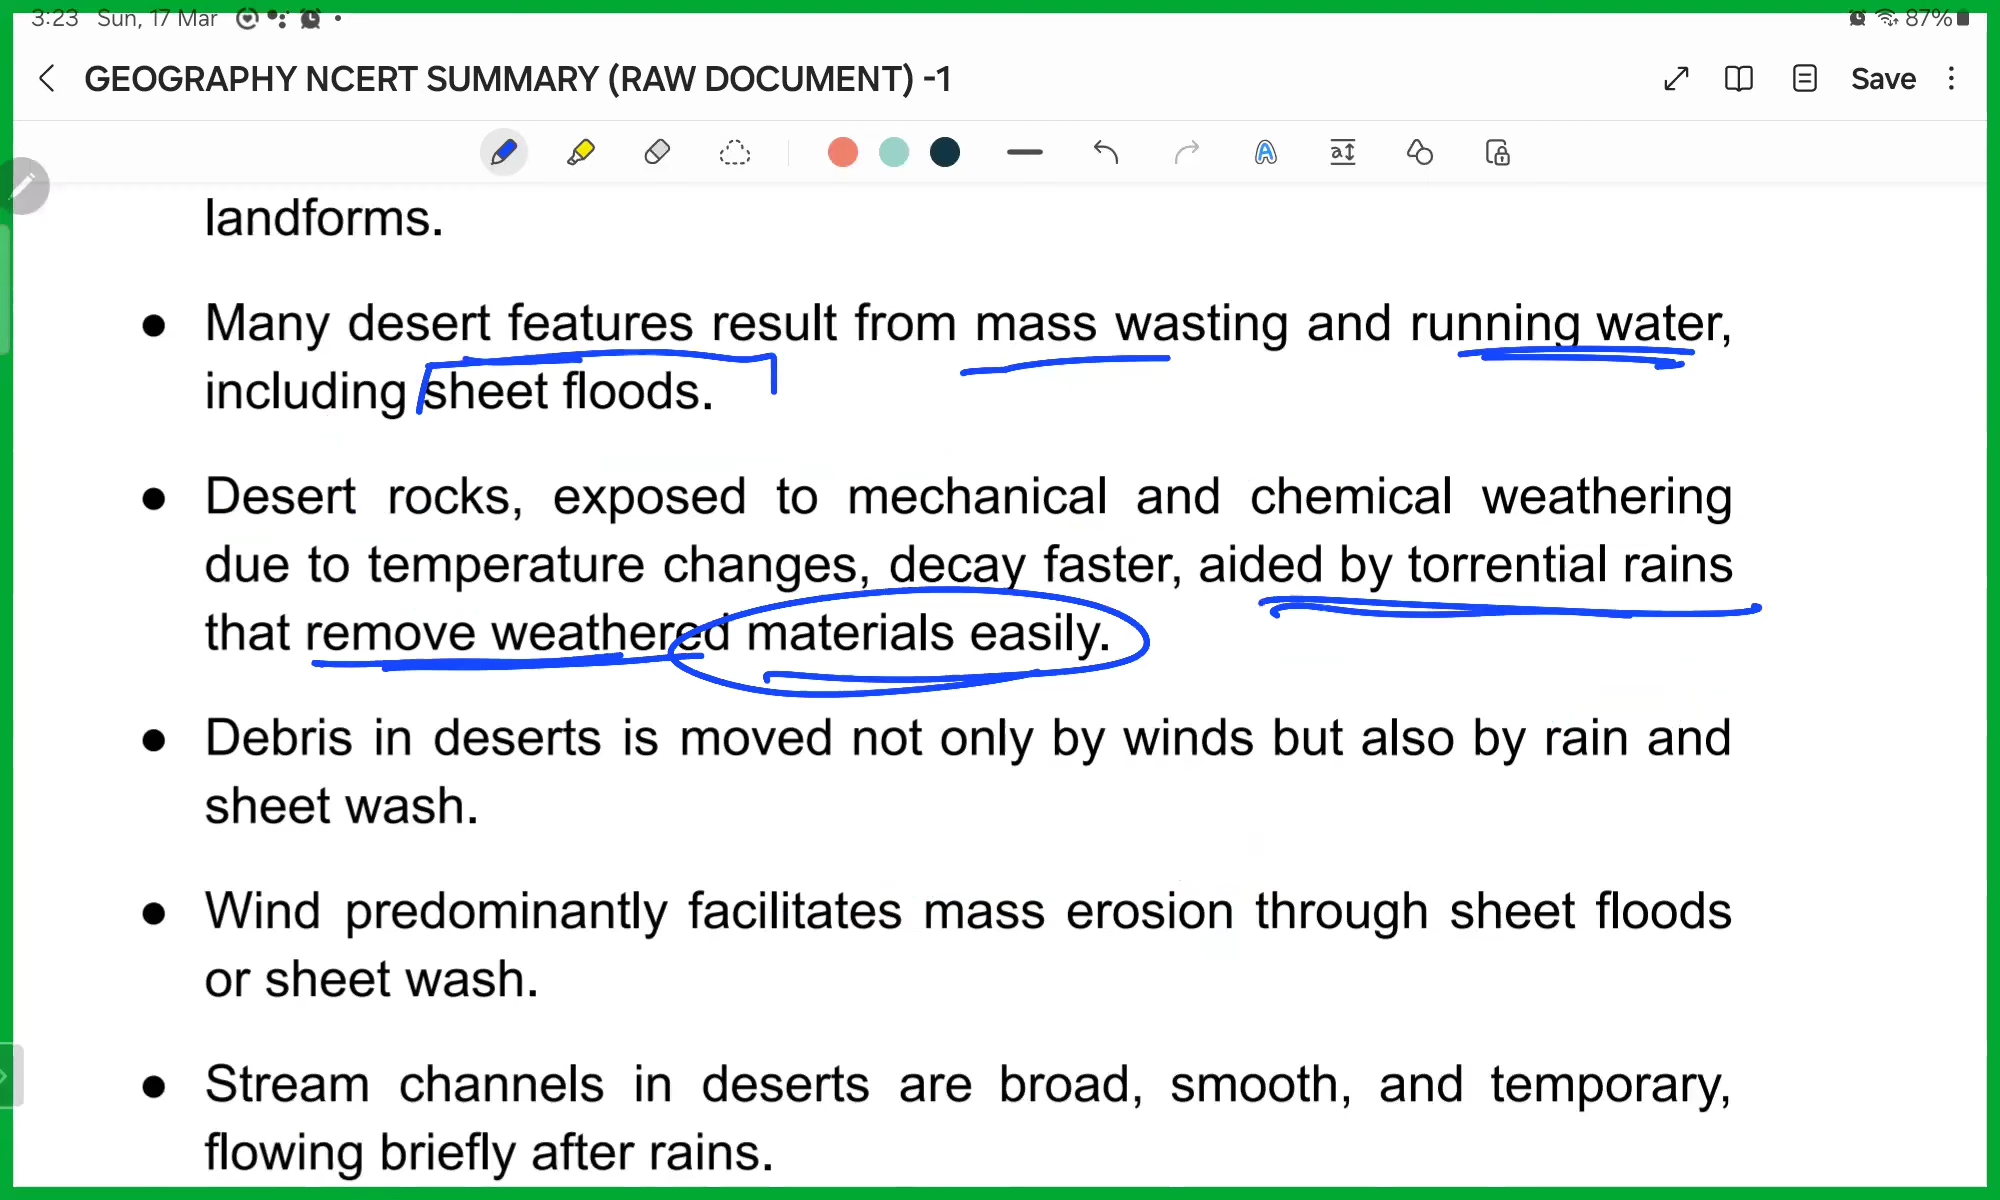 3:23 Sun, 17 Mar 87%
GEOGRAPHY NCERT SUMMARY (RAW DOCUMENT) -1 Save
landforms.
● Many desert features result from mass wasting and running water,
including sheet floods.
● Desert rocks, exposed to mechanical and chemical weathering
due to temperature changes, decay faster, aided by torrential rains
that remove weathered materials easily.
● Debris in deserts is moved not only by winds but also by rain and
sheet wash.
● Wind predominantly facilitates mass erosion through sheet floods
or sheet wash.
● Stream channels in deserts are broad, smooth, and temporary,
flowing briefly after rains.